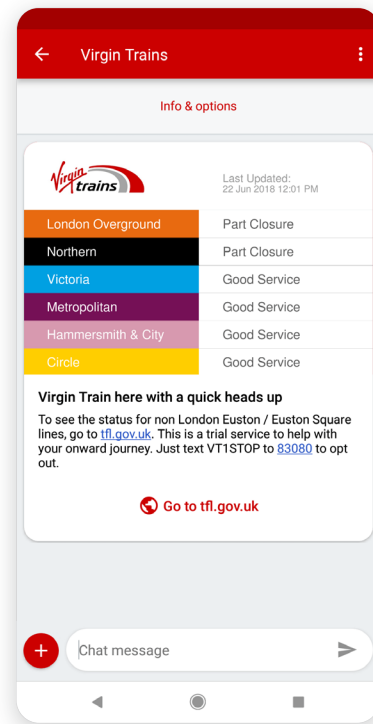 Virgin Trains
Info & options
Virgin
trains
Last Updated:
22 Jun 2018 12:01 PM
London Overground Part Closure
Northern Part Closure
Victoria Good Service
Metropolitan Good Service
Hammersmith & City Good Service
Circle Good Service
Virgin Train here with a quick heads up
To see the status for non London Euston / Euston Square
lines, go to tfl.gov.uk. This is a trial service to help with
your onward journey. Just text VT1STOP to 83080 to opt
out.
Go to tfl.gov.uk
Chat message